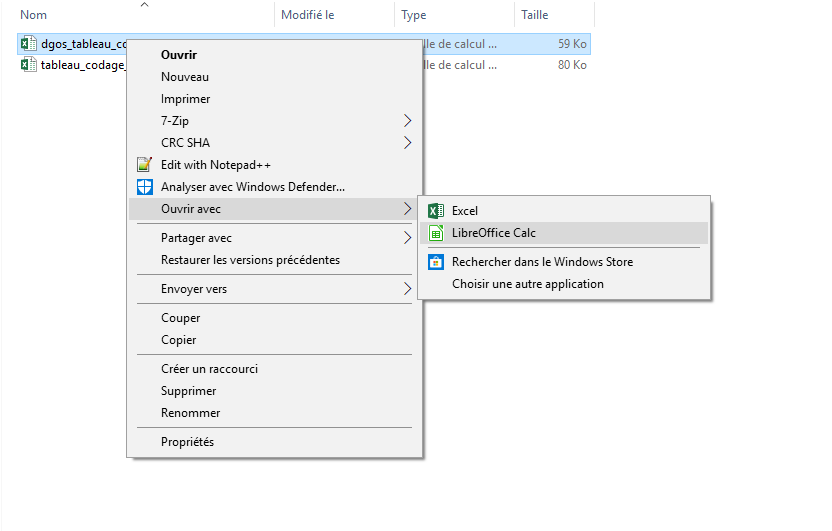 Nom Modifié le Type Taille
dgos_tableau_co lle de calcul ... 59 Ko
tableau_codage_ lle de calcul ... 80 Ko
Ouvrir
Nouveau
Imprimer
7-Zip
CRC SHA
Edit with Notepad++
Analyser avec Windows Defender...
Ouvrir avec
Partager avec
Restaurer les versions précédentes
Envoyer vers
Couper
Copier
Créer un raccourci
Supprimer
Renommer
Propriétés
Excel
LibreOffice Calc
Rechercher dans le Windows Store
Choisir une autre application